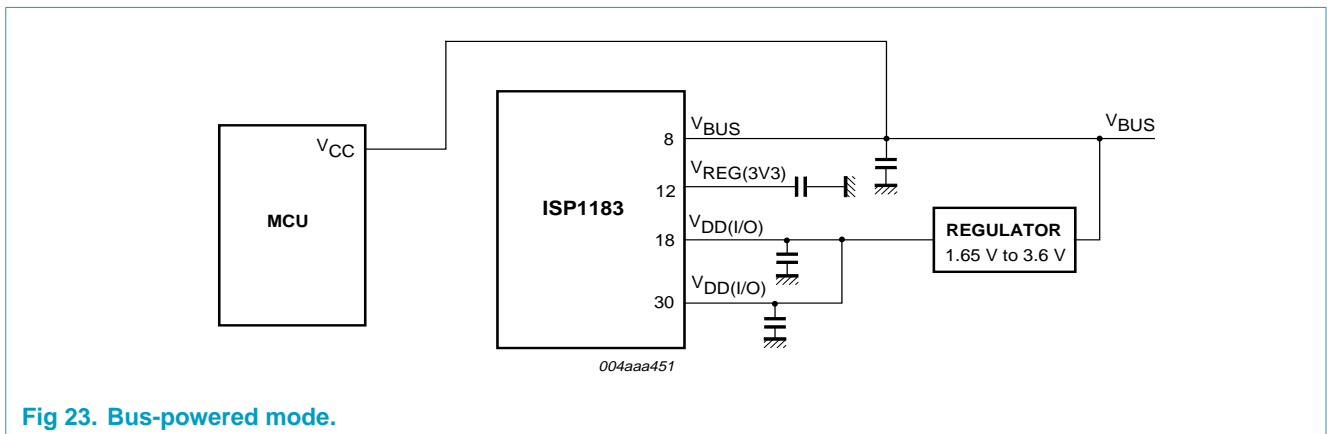 VBUS
VBUS
8
VCC
VREG(3V3)
12
MCU
ISP1183
VDD(I/O)
18
REGULATOR
1.65 V to 3.6 V
VDD(I/O)
30
004aaa451
Fig 23. Bus-powered mode.